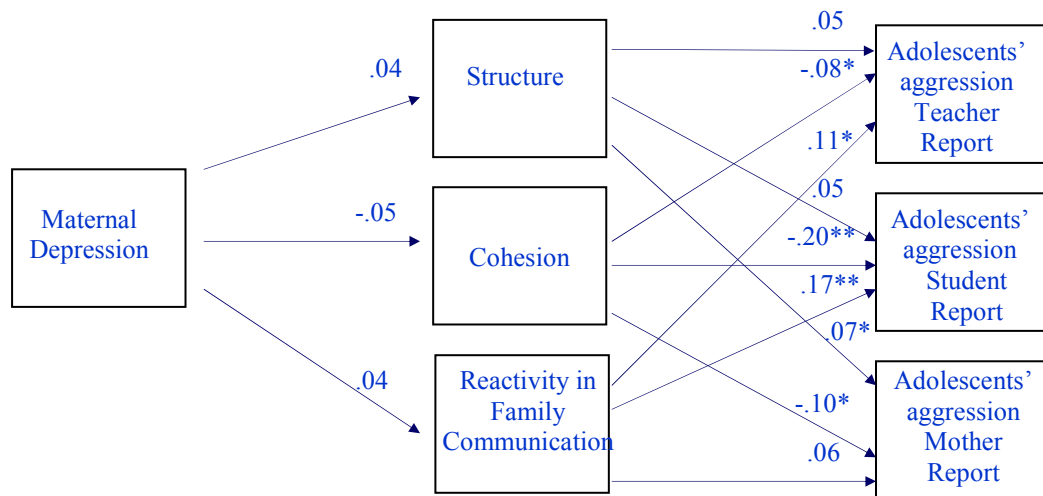 .04
-.05
.04
Maternal
Depression
Structure
Cohesion
Reactivity in
Family
Communication
.05
-.08*
.11*
.05
-.20**
.17**
.07*
-.10*
.06
Adolescents’
aggression
Teacher
Report
Adolescents’
aggression
Student
Report
Adolescents’
aggression
Mother
Report